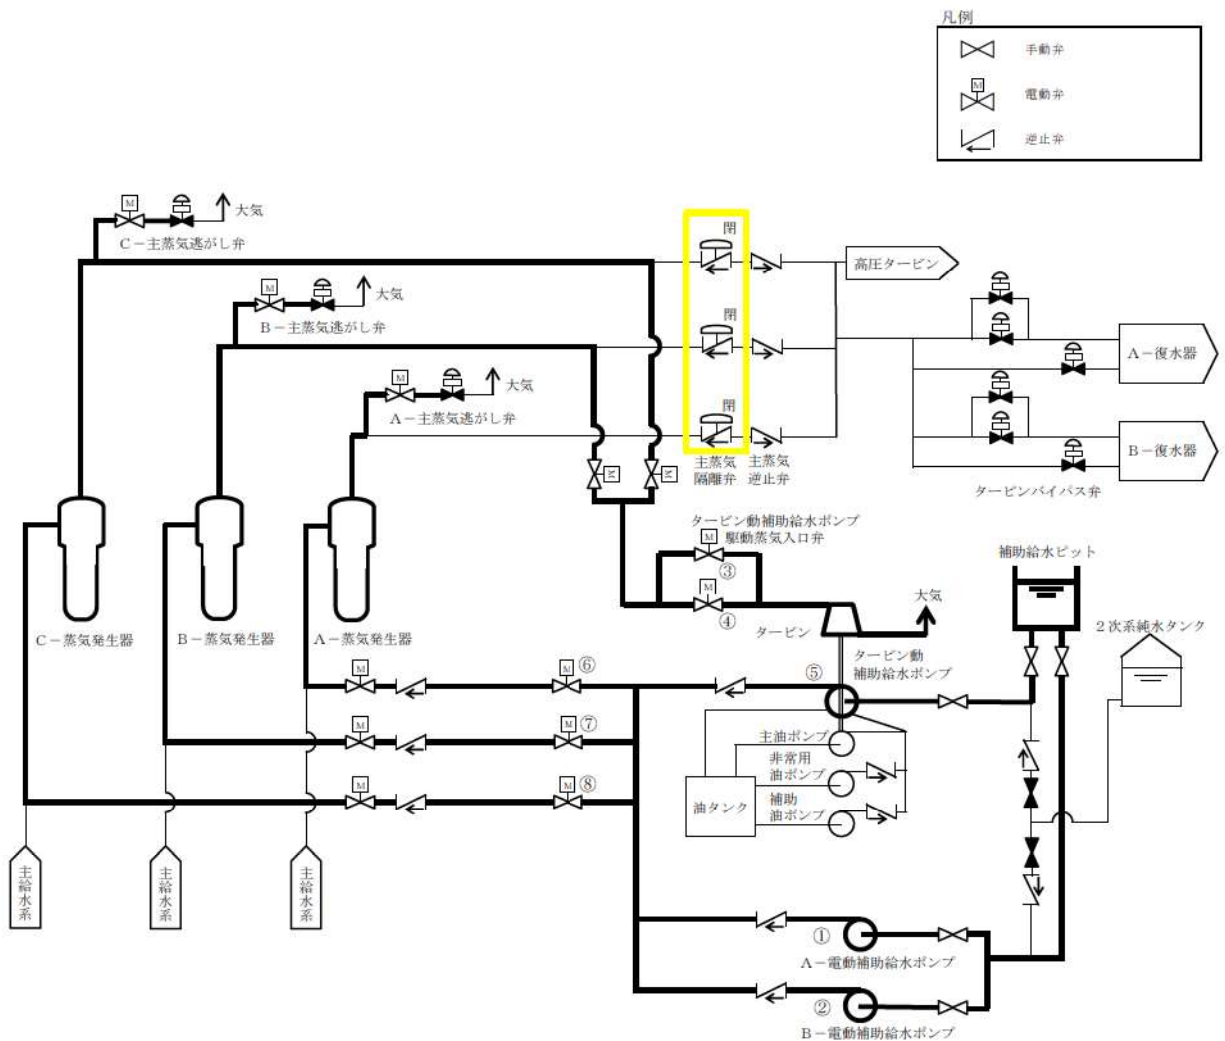 凡例
手動弁
M
電動弁
逆止弁
M
大気
C－主蒸気逃がし弁
M
大気
B－主蒸気逃がし弁
M
大気
A－主蒸気逃がし弁
閉
閉
閉
主蒸気
隔離弁
主蒸気
逆止弁
高圧タービン
A－復水器
B－復水器
タービンバイパス弁
M
M
C－蒸気発生器
B－蒸気発生器
A－蒸気発生器
タービン動補助給水ポンプ
駆動蒸気入口弁
M
③
M
④
タービン
大気
補助給水ピット
2次系純水タンク
タービン動
補助給水ポンプ
⑤
M
M
⑥
M
M
⑦
M
M
⑧
主油ポンプ
非常用
油ポンプ
補助
油ポンプ
油タンク
主給水系
主給水系
主給水系
①
A－電動補助給水ポンプ
②
B－電動補助給水ポンプ